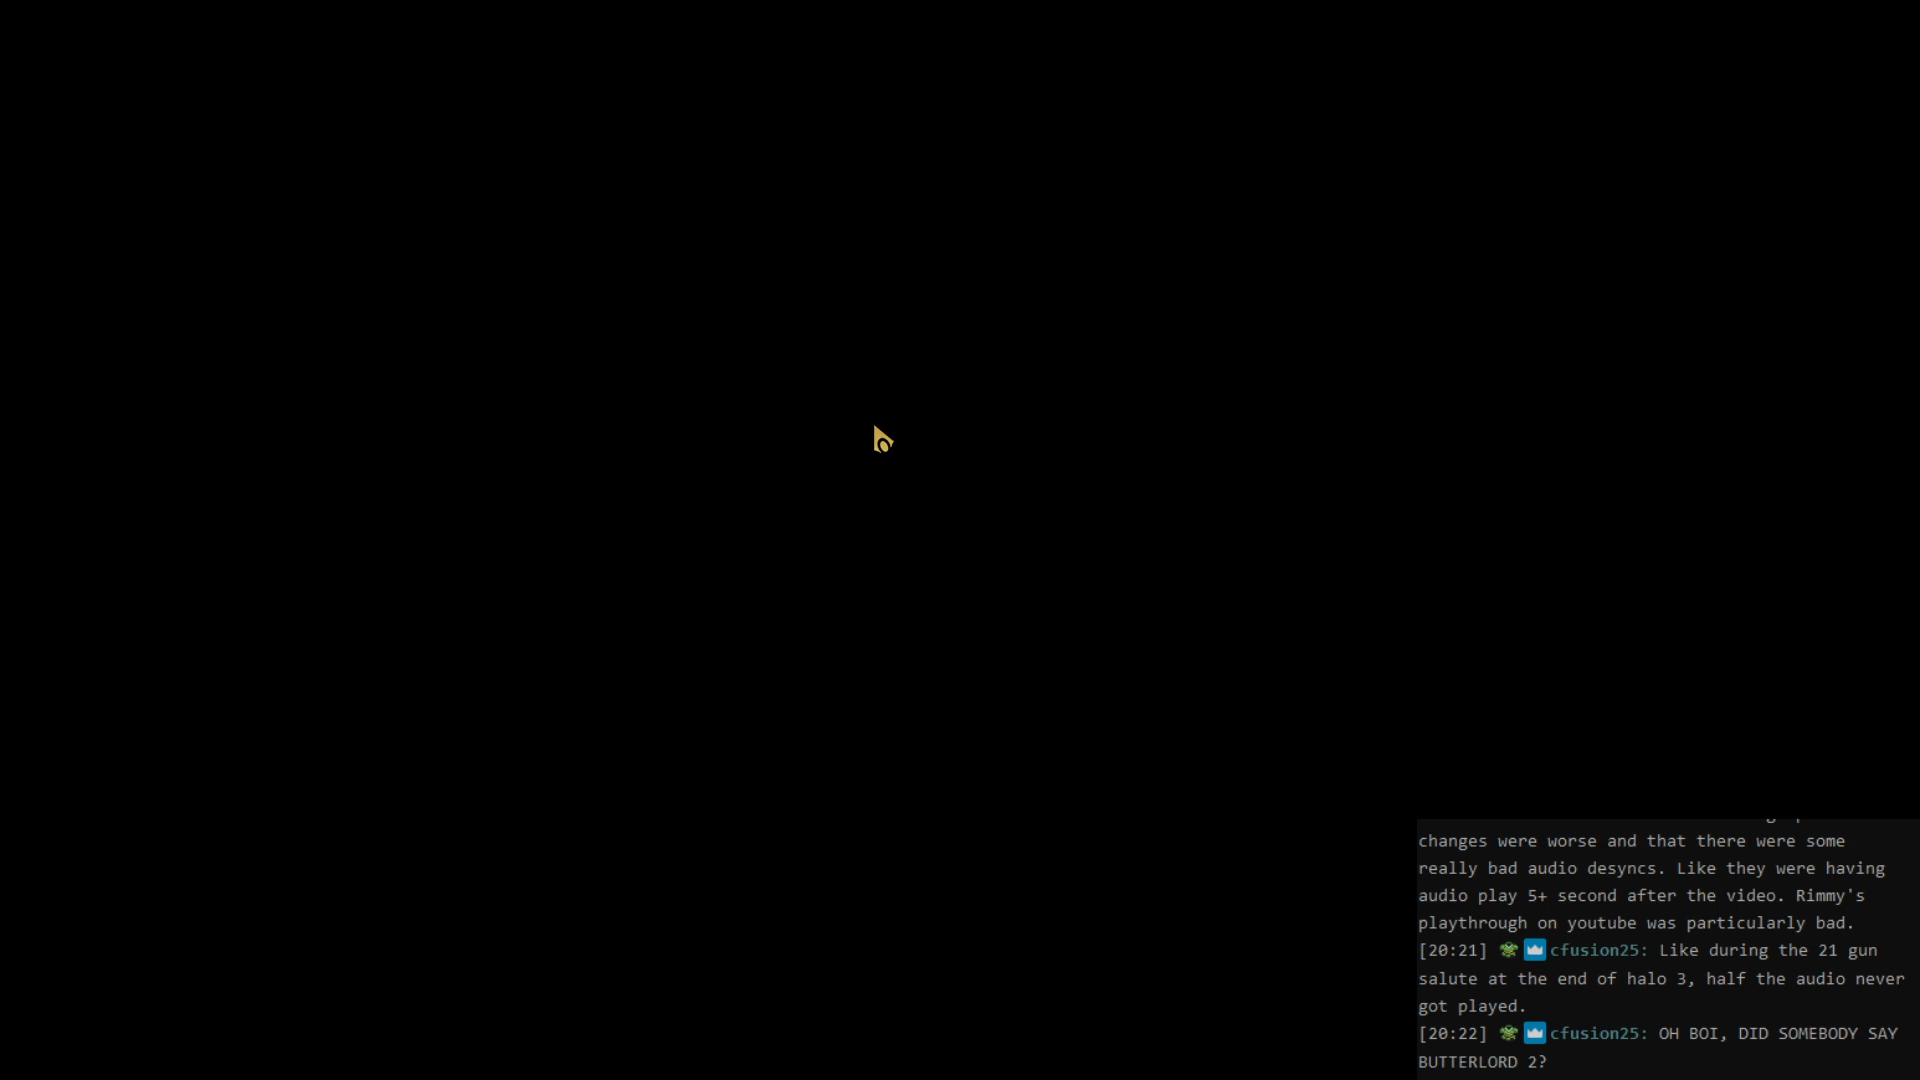 changes were worse and that there were some
really bad audio desyncs. Like they were having
audio play 5+ second after the video. Rimmy's
playthrough on youtube was particularly bad.
[20:21] cfusion25: Like during the 21 gun
salute at the end of halo 3, half the audio never
got played.
[20:22] cfusion25: OH BOI, DID SOMEBODY SAY
BUTTERLORD 2?